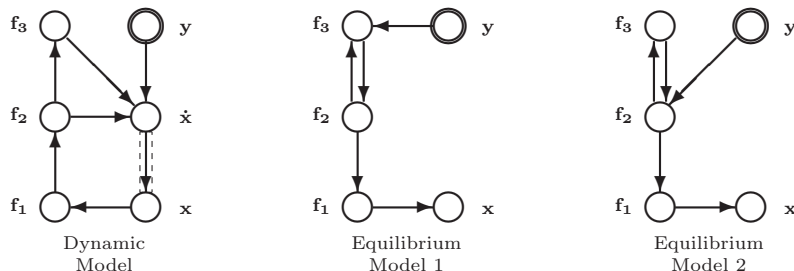 f₃ y f₃ y f₃ y
f₂ ẋ f₂ f₂
f₁ x f₁ x f₁ x
Dynamic Equilibrium Equilibrium
Model Model 1 Model 2